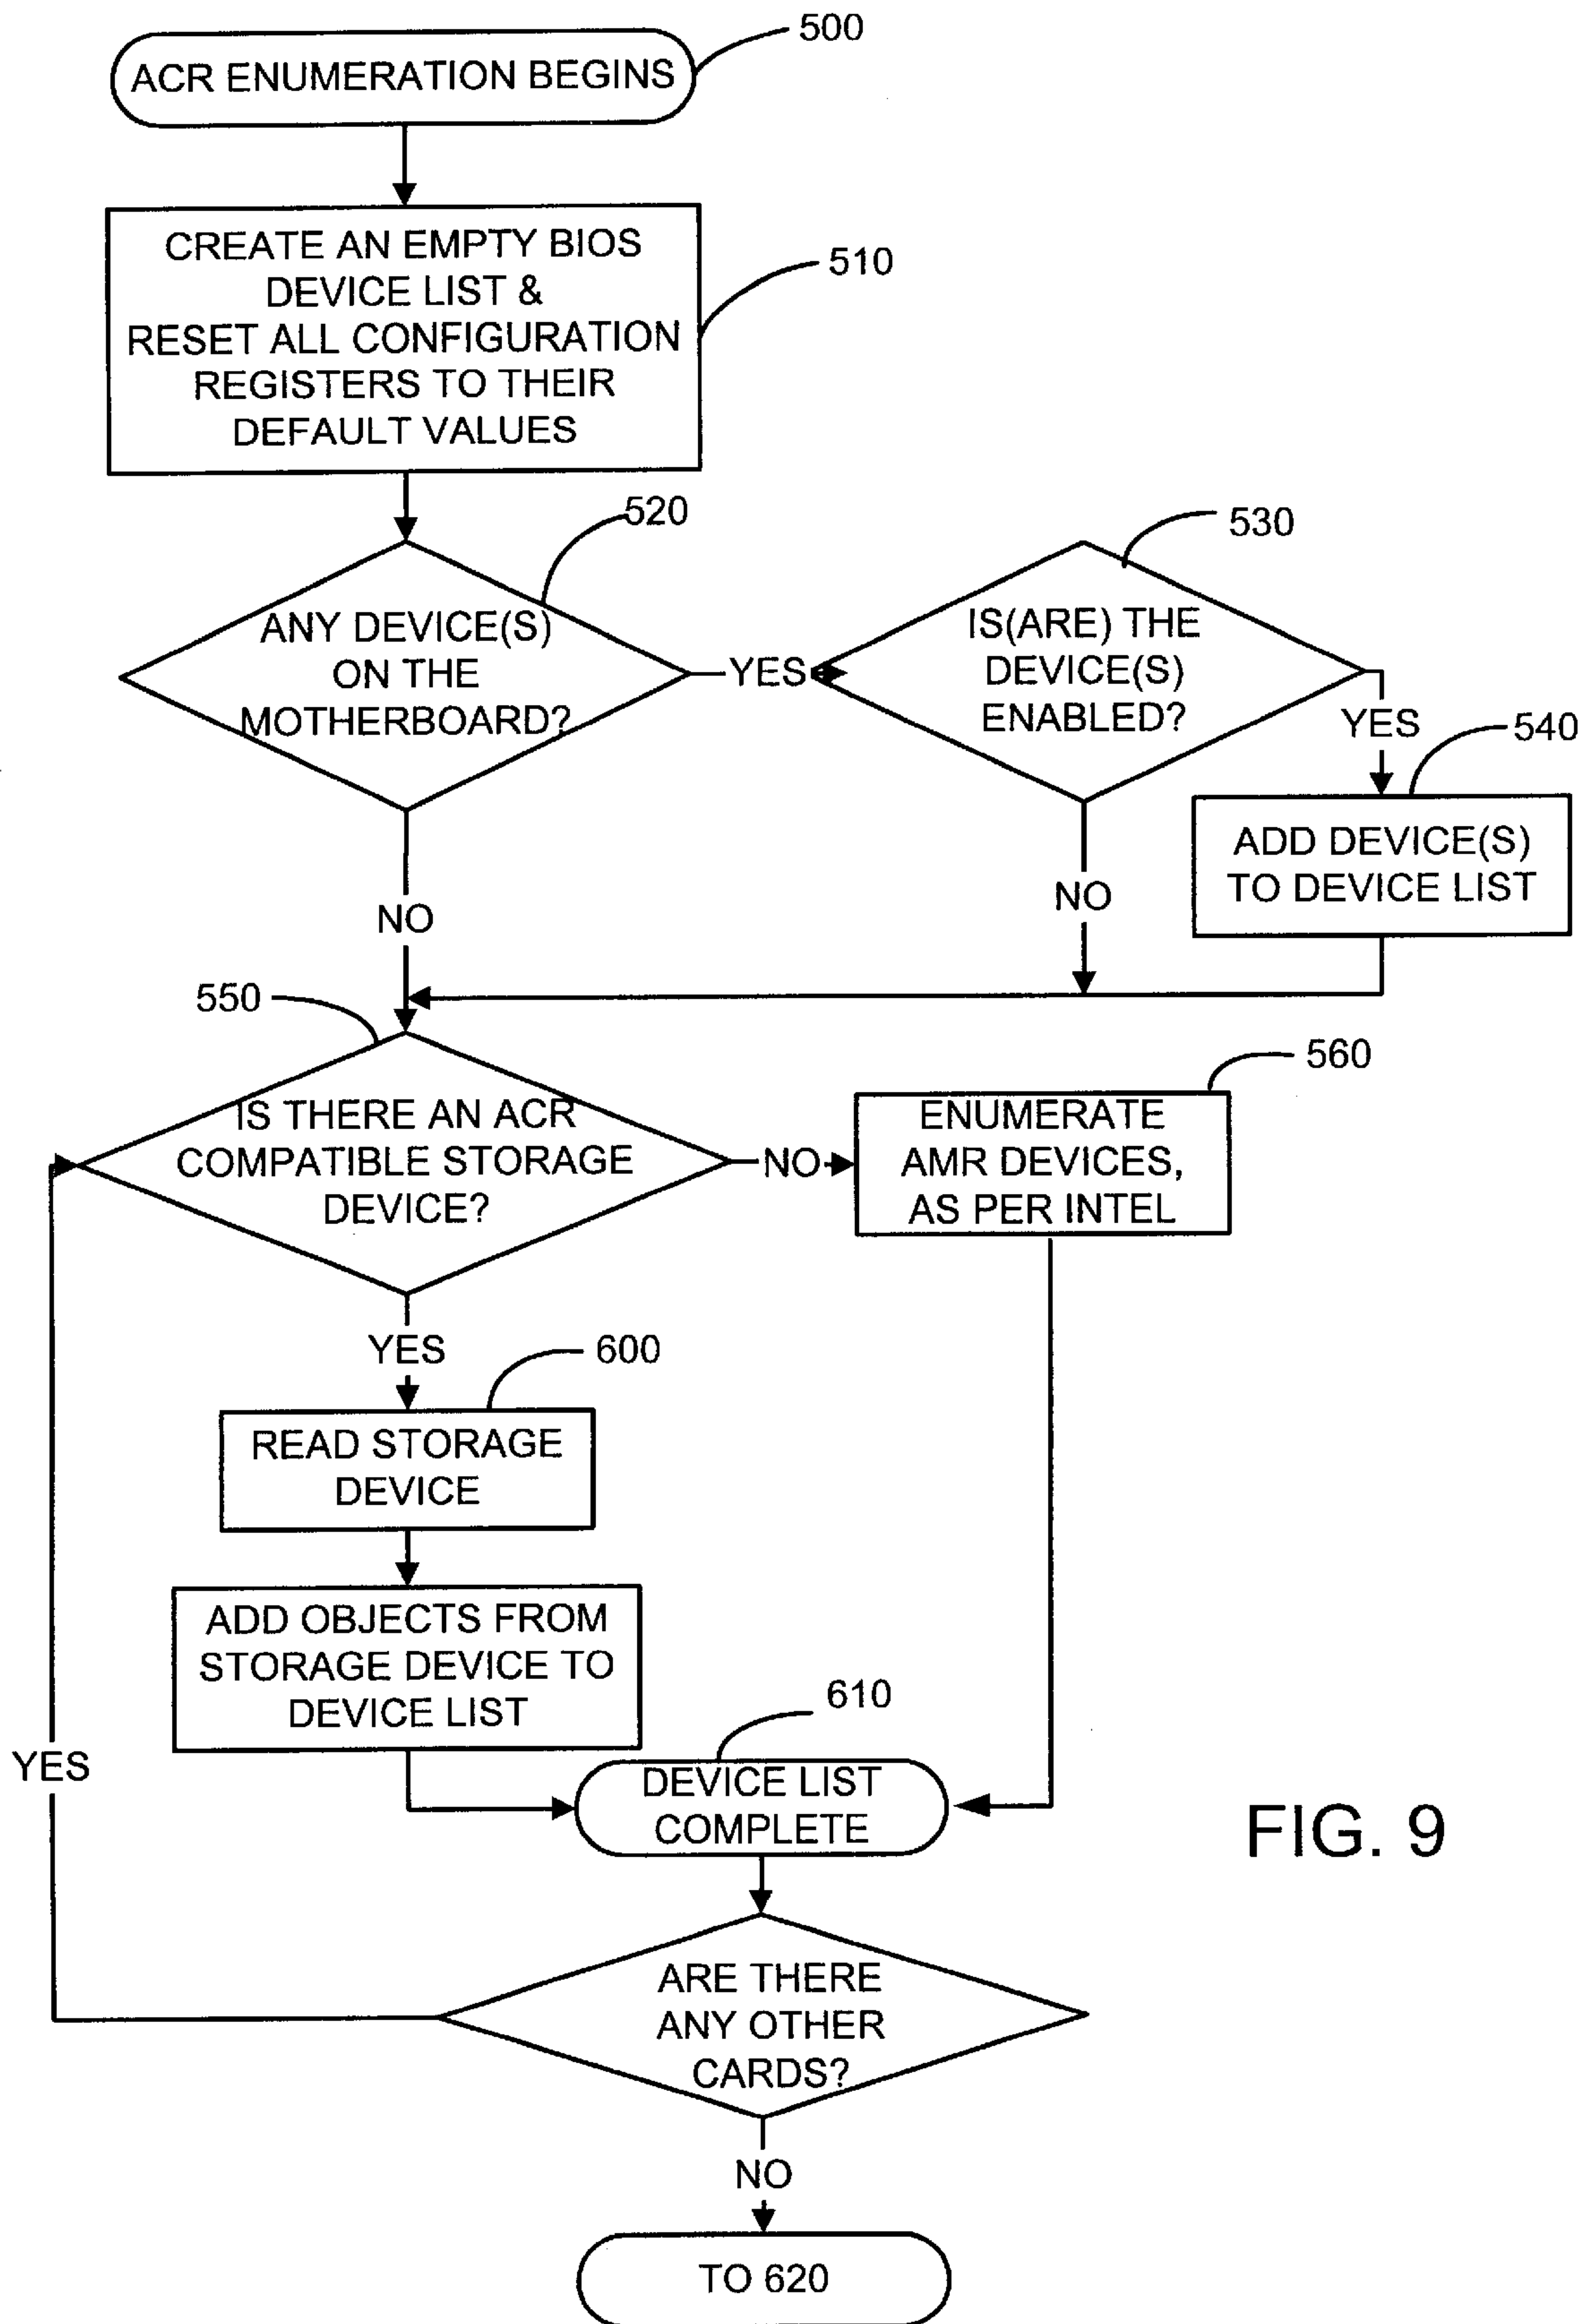 500
ACR ENUMERATION BEGINS
CREATE AN EMPTY BIOS
DEVICE LIST &
RESET ALL CONFIGURATION
REGISTERS TO THEIR
DEFAULT VALUES
510
520
ANY DEVICE(S)
ON THE
MOTHERBOARD?
YES
530
IS(ARE) THE
DEVICE(S)
ENABLED?
YES
540
ADD DEVICE(S)
TO DEVICE LIST
NO
NO
550
IS THERE AN ACR
COMPATIBLE STORAGE
DEVICE?
NO
560
ENUMERATE
AMR DEVICES,
AS PER INTEL
YES
600
READ STORAGE
DEVICE
ADD OBJECTS FROM
STORAGE DEVICE TO
DEVICE LIST
610
DEVICE LIST
COMPLETE
YES
FIG. 9
ARE THERE
ANY OTHER
CARDS?
NO
TO 620